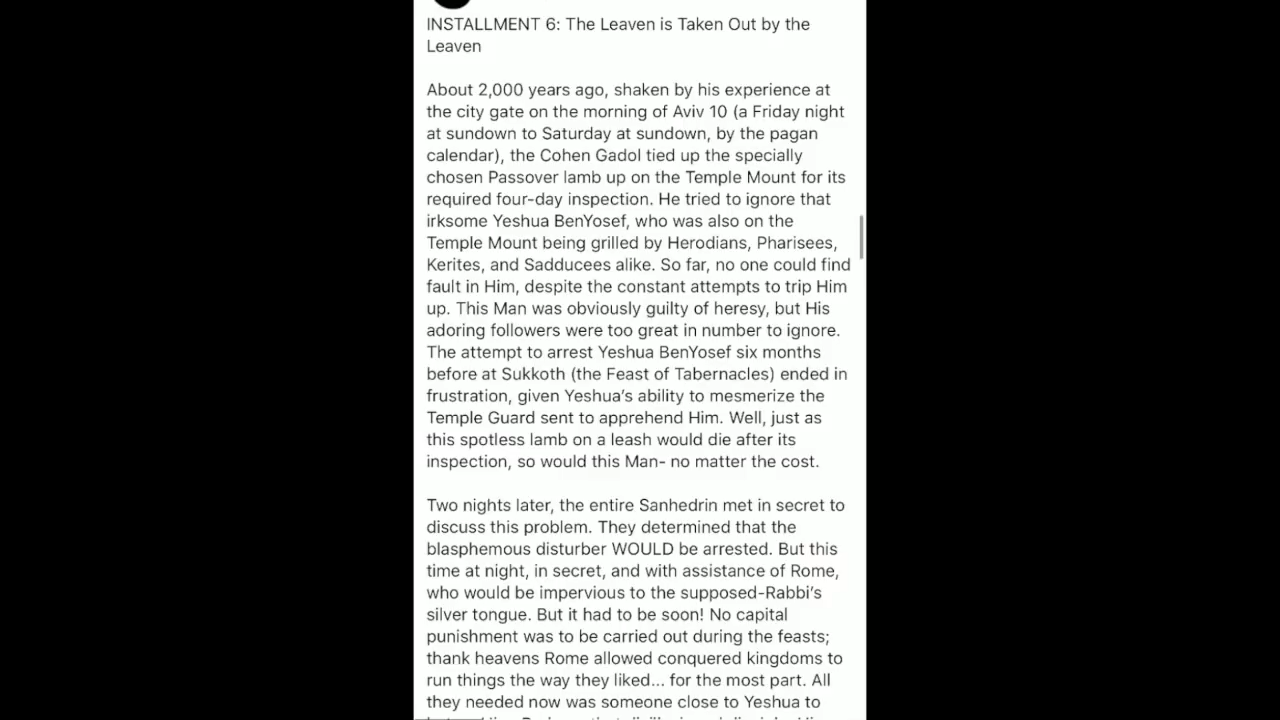 INSTALLMENT 6: The Leaven is Taken Out by the
Leaven
About 2,000 years ago, shaken by his experience at
the city gate on the morning of Aviv 10 (a Friday night
at sundown to Saturday at sundown, by the pagan
calendar), the Cohen Gadol tied up the specially
chosen Passover lamb up on the Temple Mount for its
required four-day inspection. He tried to ignore that
irksome Yeshua BenYosef, who was also on the
Temple Mount being grilled by Herodians, Pharisees,
Kerites, and Sadducees alike. So far, no one could find
fault in Him, despite the constant attempts to trip Him
up. This Man was obviously guilty of heresy, but His
adoring followers were too great in number to ignore.
The attempt to arrest Yeshua BenYosef six months
before at Sukkoth (the Feast of Tabernacles) ended in
frustration, given Yeshua's ability to mesmerize the
Temple Guard sent to apprehend Him. Well, just as
this spotless lamb on a leash would die after its
inspection, so would this Man- no matter the cost.
Two nights later, the entire Sanhedrin met in secret to
discuss this problem. They determined that the
blasphemous disturber WOULD be arrested. But this
time at night, in secret, and with assistance of Rome,
who would be impervious to the supposed-Rabbi's
silver tongue. But it had to be soon! No capital
punishment was to be carried out during the feasts;
thank heavens Rome allowed conquered kingdoms to
run things the way they liked... for the most part. All
they needed now was someone close to Yeshua to